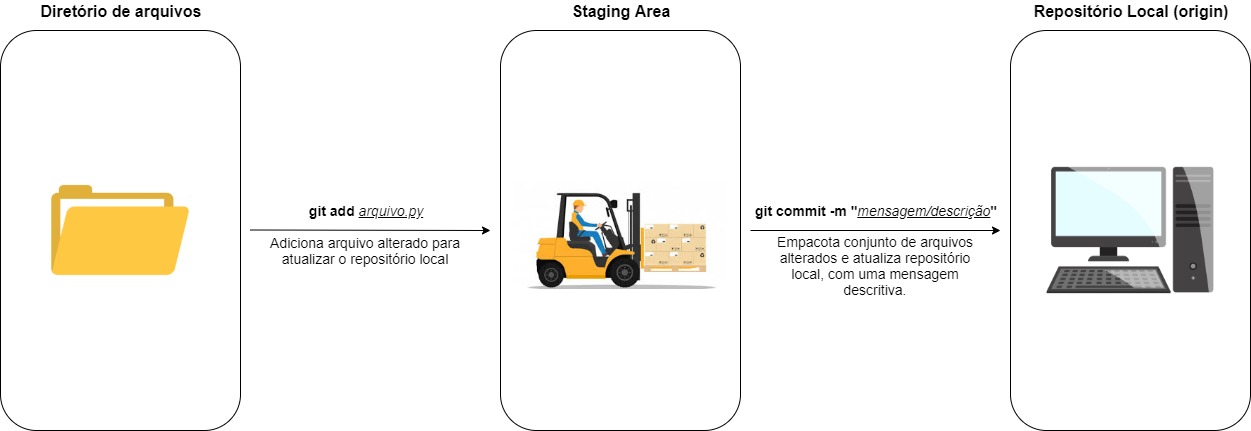 Diretório de arquivos
Staging Area
Repositório Local (origin)
git add arquivo.py
Adiciona arquivo alterado para
atualizar o repositório local
git commit -m "mensagem/descrição"
Empacota conjunto de arquivos
alterados e atualiza repositório
local, com uma mensagem
descritiva.